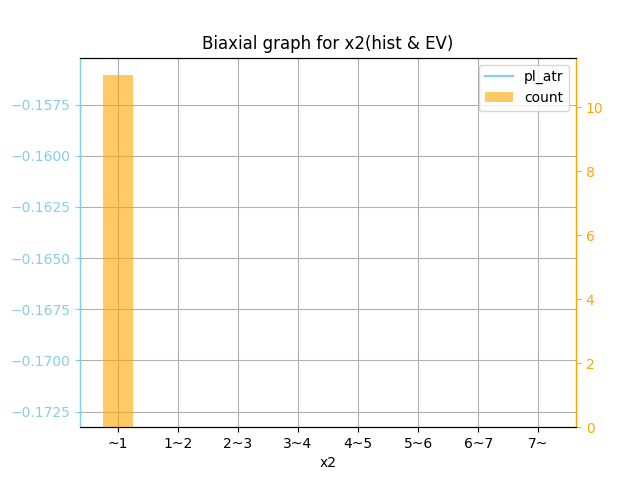 Biaxial graph for x2(hist & EV)
pl_atr
count
−0.1575
−0.1600
−0.1625
−0.1650
−0.1675
−0.1700
−0.1725
10
8
6
4
2
0
~1 1~2 2~3 3~4 4~5 5~6 6~7 7~
x2